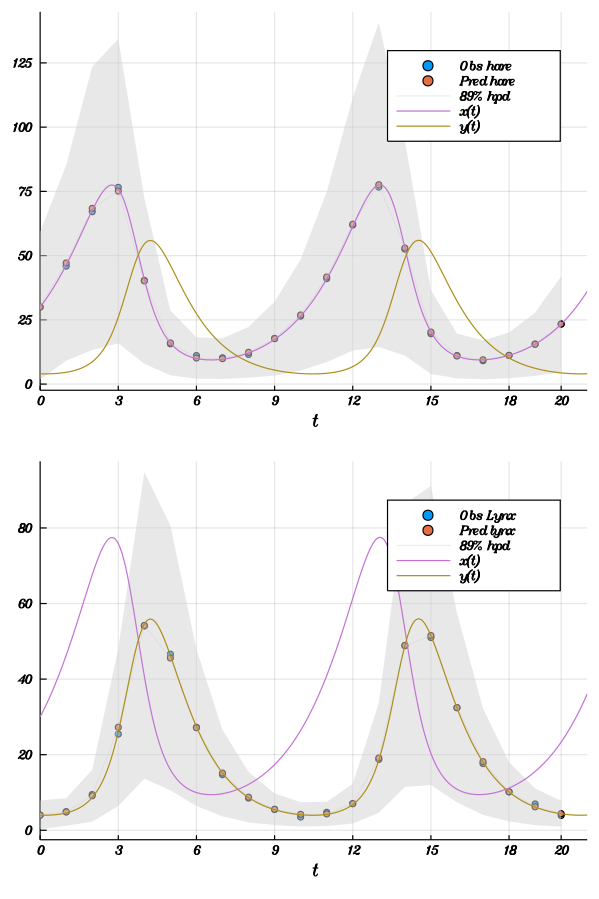 125
100
75
50
25
0
0 3 6 9 12 15 18 20
t
Obs hare
Pred hare
89% hpd
x(t)
y(t)
80
60
40
20
0
0 3 6 9 12 15 18 20
t
Obs Lynx
Pred lynx
89% hpd
x(t)
y(t)